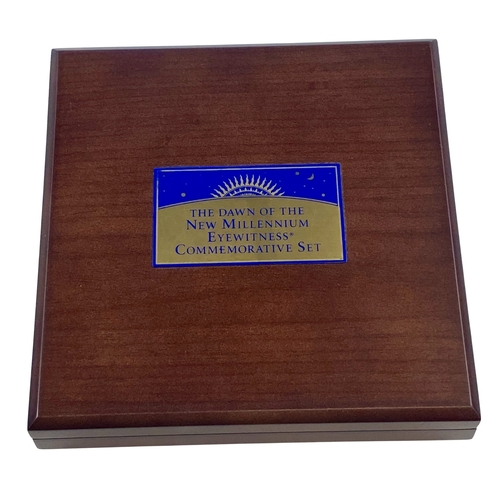 THE DAWN OF THE
NEW MILLENNIUM
EYEWITNESS®
COMMEMORATIVE SET